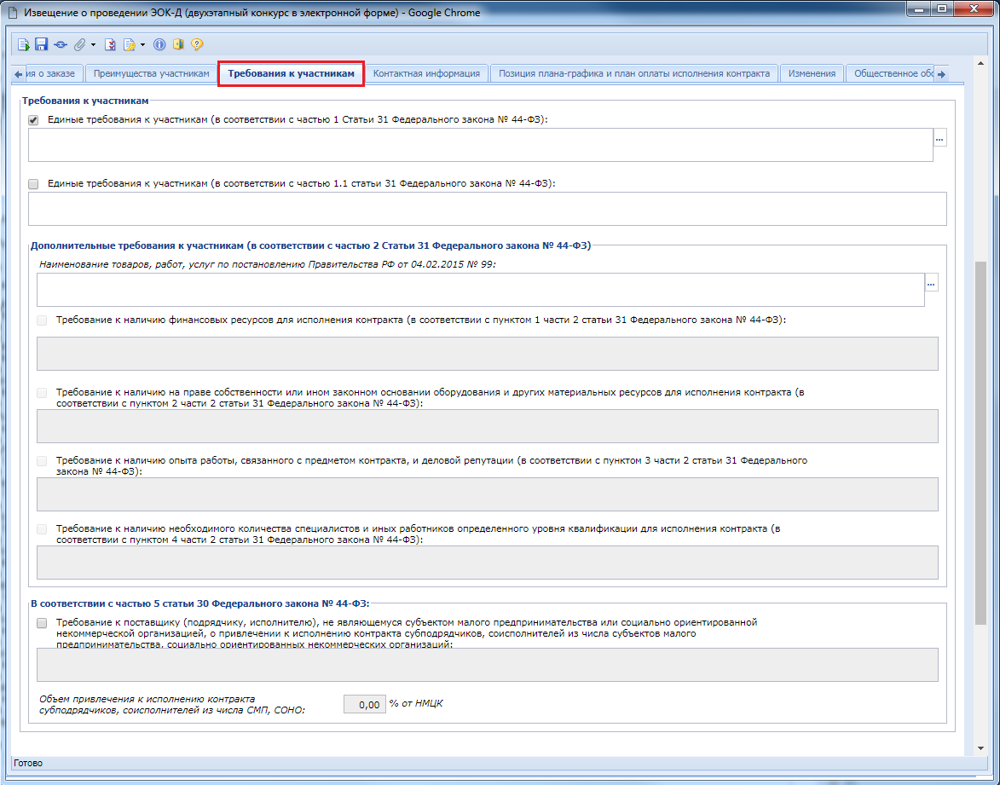 Извещение о проведении ЭОК-Д (двухэтапный конкурс в электронной форме) - Google Chrome
ия о заказе
Преимущества участникам
Требования к участникам
Контактная информация
Позиция плана-графика и план оплаты исполнения контракта
Изменения
Общественное обс
Требования к участникам
Единые требования к участникам (в соответствии с частью 1 Статьи 31 Федерального закона № 44-ФЗ):
...
Единые требования к участникам (в соответствии с частью 1.1 статьи 31 Федерального закона № 44-ФЗ):
Дополнительные требования к участникам (в соответствии с частью 2 Статьи 31 Федерального закона № 44-ФЗ)
Наименование товаров, работ, услуг по постановлению Правительства РФ от 04.02.2015 № 99:
...
Требование к наличию финансовых ресурсов для исполнения контракта (в соответствии с пунктом 1 части 2 статьи 31 Федерального закона № 44-ФЗ):
Требование к наличию на праве собственности или ином законном основании оборудования и других материальных ресурсов для исполнения контракта (в
соответствии с пунктом 2 части 2 статьи 31 Федерального закона № 44-ФЗ):
Требование к наличию опыта работы, связанного с предметом контракта, и деловой репутации (в соответствии с пунктом 3 части 2 статьи 31 Федерального
закона № 44-ФЗ):
Требование к наличию необходимого количества специалистов и иных работников определенного уровня квалификации для исполнения контракта (в
соответствии с пунктом 4 части 2 статьи 31 Федерального закона № 44-ФЗ):
В соответствии с частью 5 статьи 30 Федерального закона № 44-ФЗ:
Требование к поставщику (подрядчику, исполнителю), не являющемуся субъектом малого предпринимательства или социально ориентированной
некоммерческой организацией, о привлечении к исполнению контракта субподрядчиков, соисполнителей из числа субъектов малого
предпринимательства, социально ориентированных некоммерческих организаций:
Объем привлечения к исполнению контракта
субподрядчиков, соисполнителей из числа СМП, СОНО:
0,00 % от НМЦК
Готово